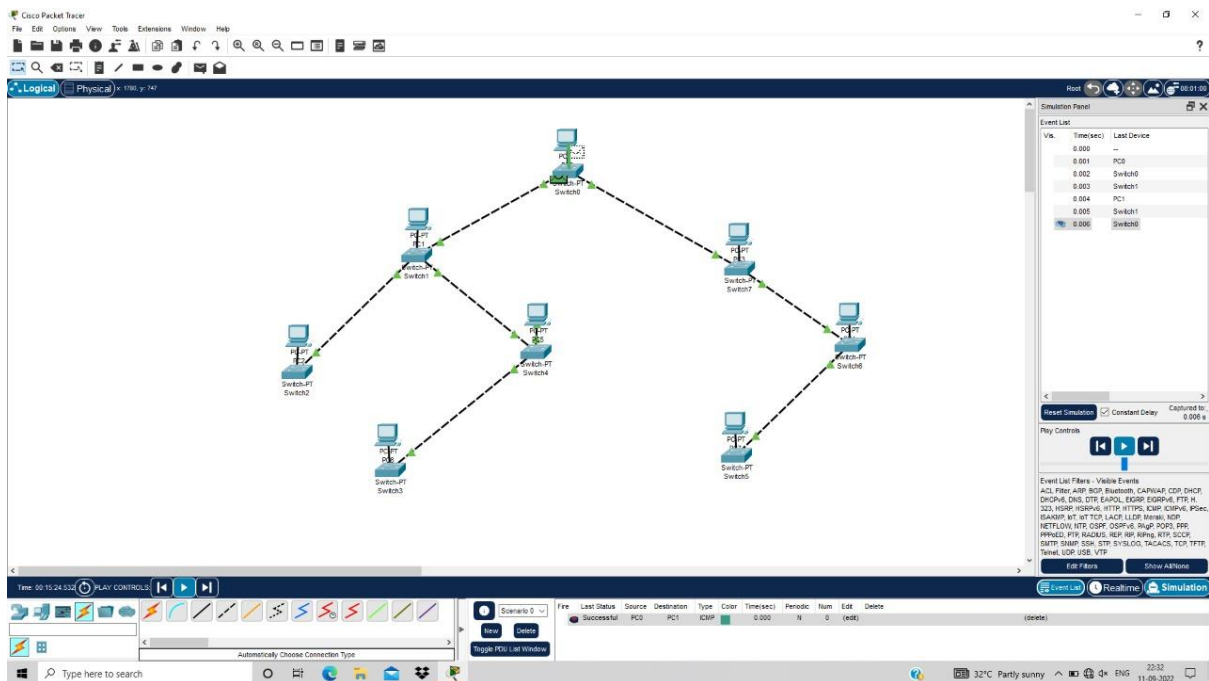 Cisco Packet Tracer
File Edit Options View Tools Extensions Window Help
?
Logical Physical x: 1760, y: 747
Root 00:01:00
Simulation Panel
Event List
Vis. Time(sec) Last Device
0.000 --
0.001 PC0
0.002 Switch0
0.003 Switch1
0.004 PC1
0.005 Switch1
0.006 Switch0
Switch0
PC-PT
PC1
Switch-PT
Switch1
Switch-PT
Switch7
PC-PT
PC2
Switch-PT
Switch2
Switch-PT
Switch4
PC-PT
Switch-PT
Switch6
Switch-PT
Switch3
Switch-PT
Switch5
Reset Simulation Constant Delay Captured to:
0.006 s
Play Controls
Event List Filters - Visible Events
ACL Filter, ARP, BGP, Bluetooth, CAPWAP, CDP, DHCP,
DHCPv6, DNS, DTP, EAPOL, EIGRP, EIGRPv6, FTP, H.
323, HSRP, HSRPv6, HTTP, HTTPS, ICMP, ICMPv6, IPSec,
ISAKMP, IoT, IoT TCP, LACP, LLDP, Meraki, NDP,
NETFLOW, NTP, OSPF, OSPFv6, PAgP, POP3, PPP,
PPPoED, PTP, RADIUS, REP, RIP, RIPng, RTP, SCCP,
SMTP, SNMP, SSH, STP, SYSLOG, TACACS, TCP, TFTP,
Telnet, UDP, USB, VTP
Edit Filters Show All/None
Time: 00:15:24.532 PLAY CONTROLS:
Event List Realtime Simulation
Scenario 0
New Delete
Toggle PDU List Window
Fire Last Status Source Destination Type Color Time(sec) Periodic Num Edit Delete
Successful PC0 PC1 ICMP 0.000 N 0 (edit) (delete)
Automatically Choose Connection Type
Type here to search
32°C Partly sunny ENG 22:32
11-09-2022